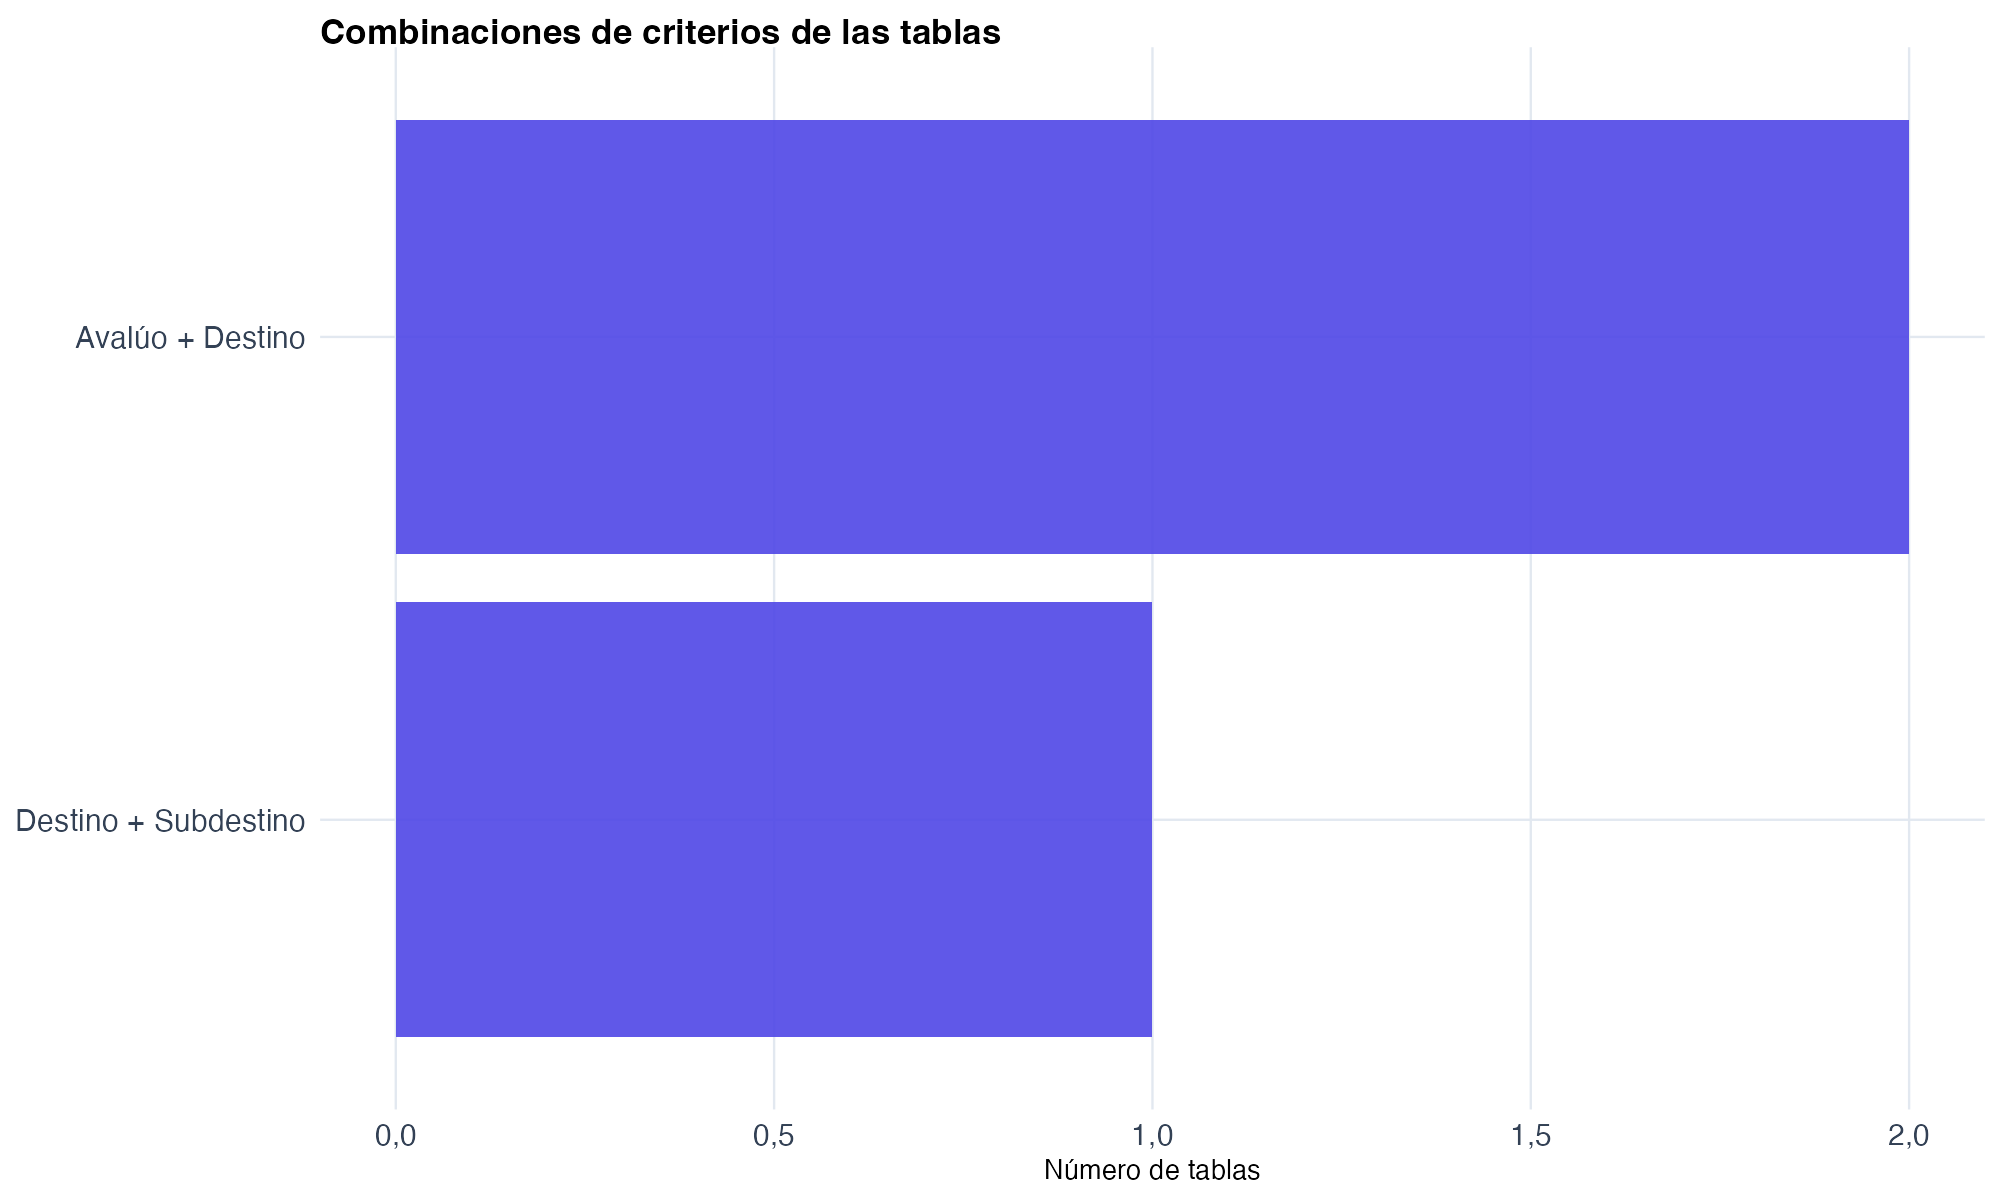 Combinaciones de criterios de las tablas
Avalúo + Destino
Destino + Subdestino
0,0
0,5
1,0
1,5
2,0
Número de tablas